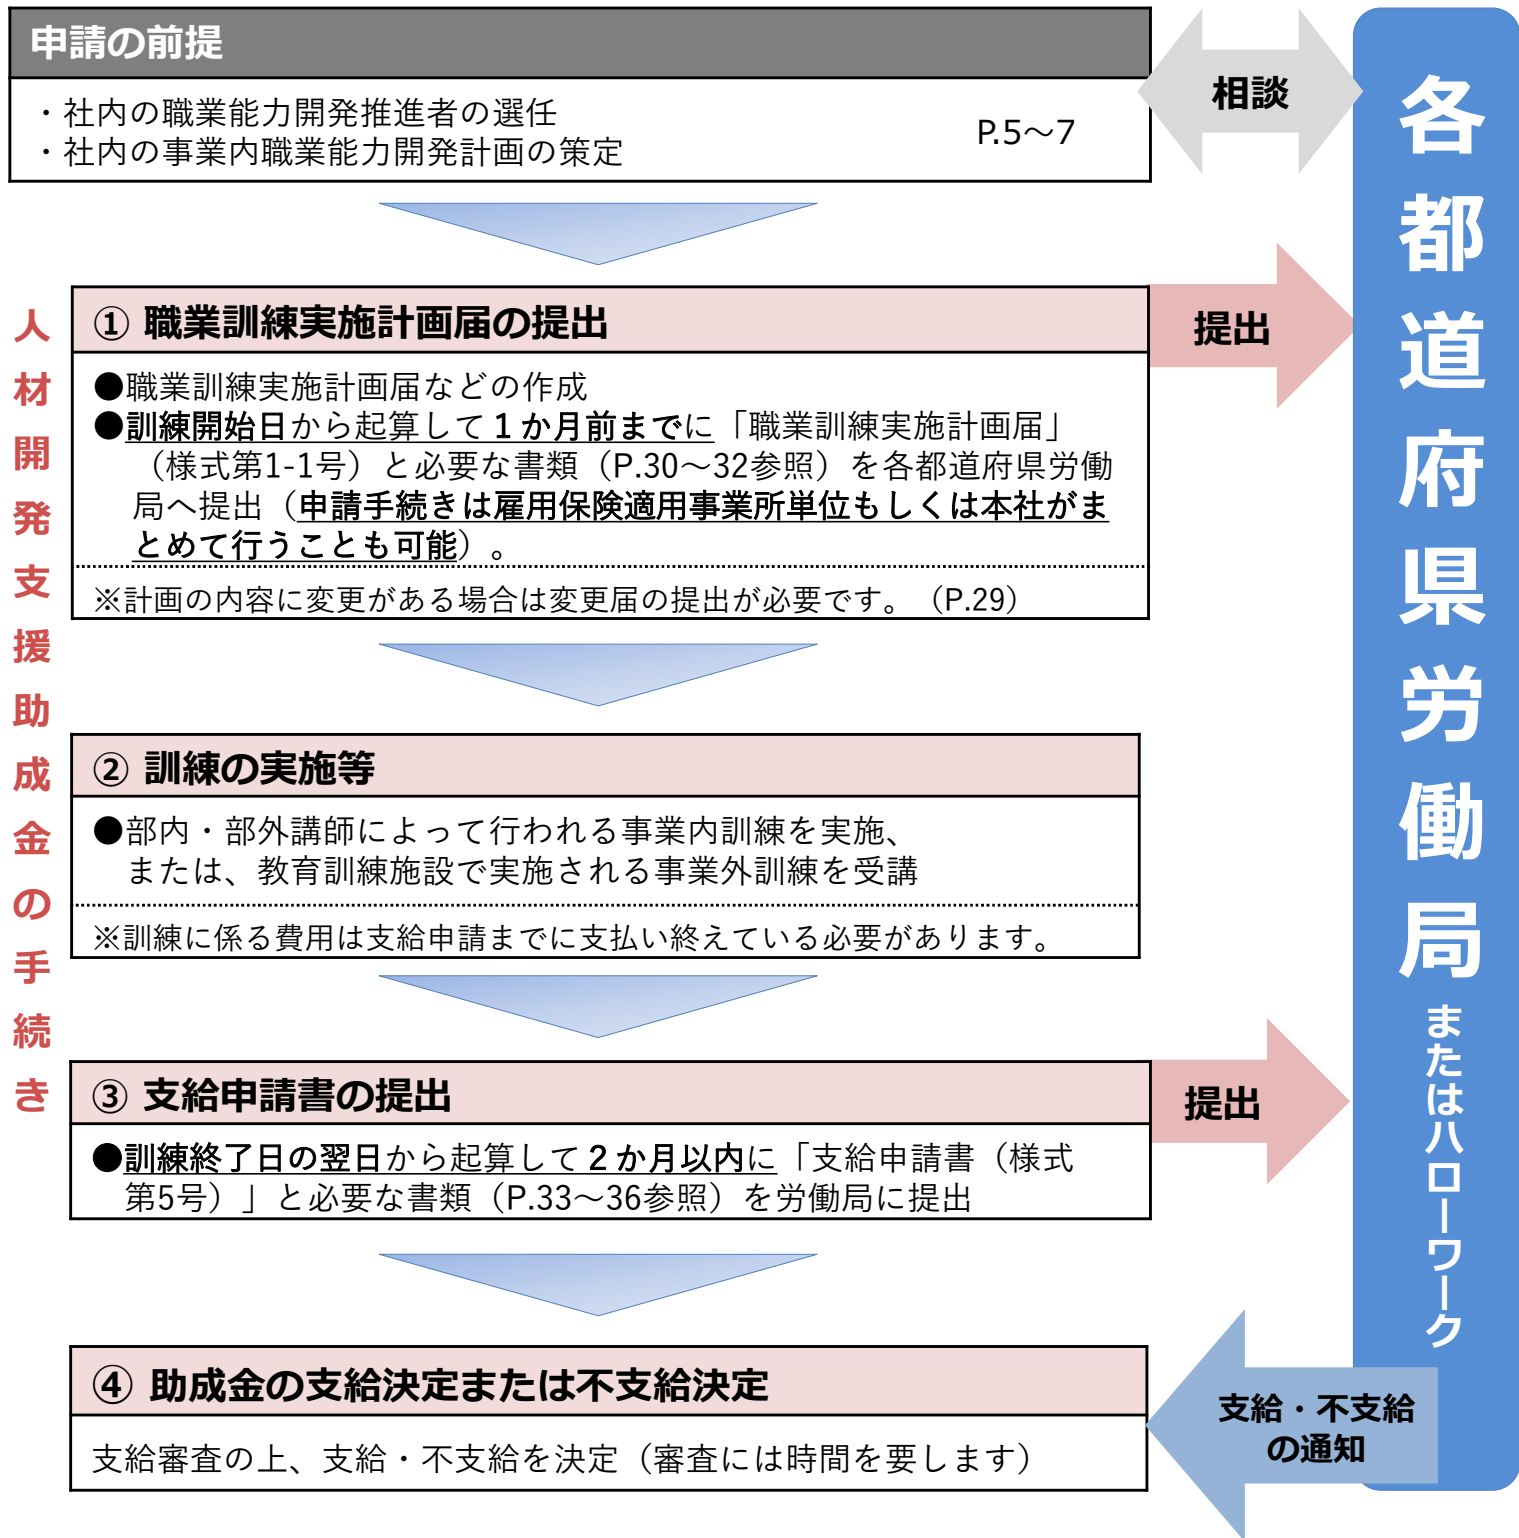 申請の前提
・社内の職業能力開発推進者の選任
・社内の事業内職業能力開発計画の策定
P.5～7
相談
人材開発支援助成金の手続き
① 職業訓練実施計画届の提出
●職業訓練実施計画届などの作成
●訓練開始日から起算して１か月前までに「職業訓練実施計画届」
（様式第1-1号）と必要な書類（P.30～32参照）を各都道府県労働
局へ提出（申請手続きは雇用保険適用事業所単位もしくは本社がま
とめて行うことも可能）。
※計画の内容に変更がある場合は変更届の提出が必要です。（P.29）
提出
② 訓練の実施等
●部内・部外講師によって行われる事業内訓練を実施、
または、教育訓練施設で実施される事業外訓練を受講
※訓練に係る費用は支給申請までに支払い終えている必要があります。
③ 支給申請書の提出
●訓練終了日の翌日から起算して２か月以内に「支給申請書（様式
第5号）」と必要な書類（P.33～36参照）を労働局に提出
提出
④ 助成金の支給決定または不支給決定
支給審査の上、支給・不支給を決定（審査には時間を要します）
支給・不支給
の通知
各都道府県労働局またはハローワーク